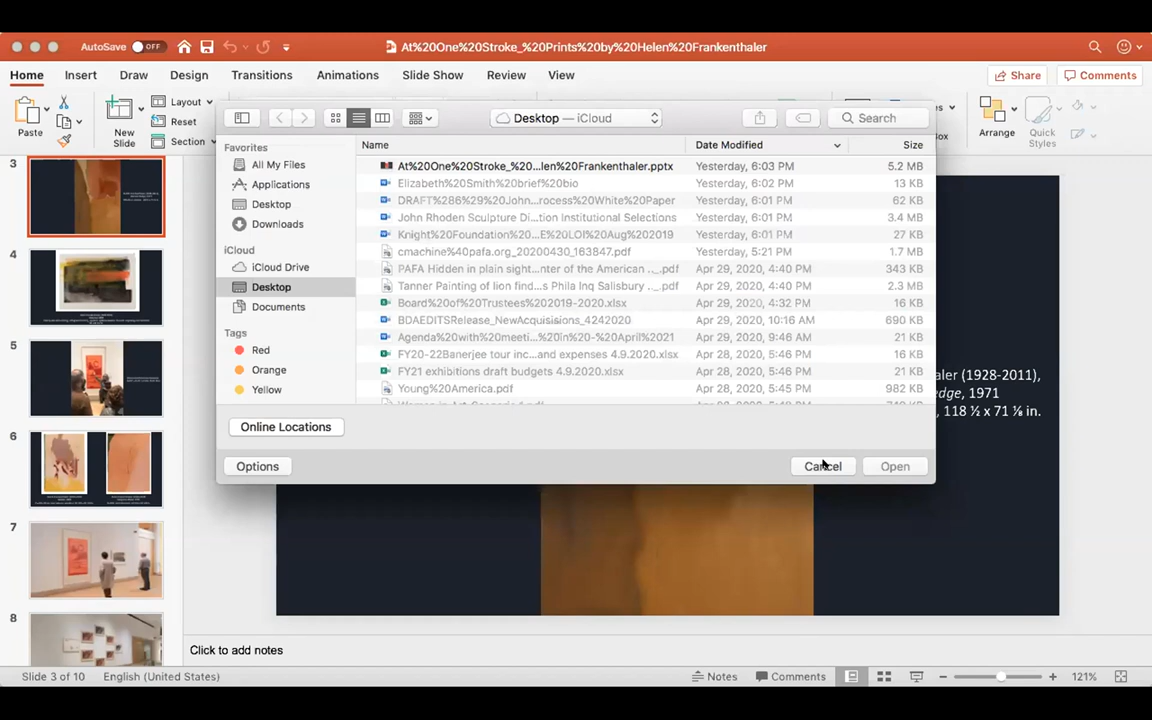 AutoSave OFF
At%20One%20Stroke_%20Prints%20by%20Helen%20Frankenthaler
Home Insert Draw Design Transitions Animations Slide Show Review View Share Comments
Paste New Slide Layout Reset Section Arrange Quick Styles
Desktop — iCloud Search
Favorites
All My Files
Applications
Desktop
Downloads
iCloud
iCloud Drive
Desktop
Documents
Tags
Red
Orange
Yellow
Name Date Modified Size
At%20One%20Stroke_%20...len%20Frankenthaler.pptx Yesterday, 6:03 PM 5.2 MB
Elizabeth%20Smith%20brief%20bio Yesterday, 6:02 PM 13 KB
DRAFT%286%29%20John...rocess%20White%20Paper Yesterday, 6:01 PM 62 KB
John Rhoden Sculpture Di...tion Institutional Selections Yesterday, 6:01 PM 3.4 MB
Knight%20Foundation%20...E%20LOI%20Aug%202019 Yesterday, 6:01 PM 27 KB
cmachine%40pafa.org_20200430_163847.pdf Yesterday, 5:21 PM 1.7 MB
PAFA Hidden in plain sight...nter of the American .._.pdf Apr 29, 2020, 4:40 PM 343 KB
Tanner Painting of lion find...s Phila Inq Salisbury .._.pdf Apr 29, 2020, 4:40 PM 2.3 MB
Board%20of%20Trustees%202019-2020.xlsx Apr 29, 2020, 4:32 PM 16 KB
BDAEDITSRelease_NewAcquisisions_4242020 Apr 29, 2020, 10:16 AM 690 KB
Agenda%20with%20meeti...%20in%20-%20April%2021 Apr 29, 2020, 9:46 AM 21 KB
FY20-22Banerjee tour inc...and expenses 4.9.2020.xlsx Apr 28, 2020, 5:46 PM 16 KB
FY21 exhibitions draft budgets 4.9.2020.xlsx Apr 28, 2020, 5:46 PM 21 KB
Young%20America.pdf Apr 28, 2020, 5:45 PM 982 KB
Online Locations
Options Cancel Open
aler (1928-2011),
edge, 1971
, 118 ½ x 71 ⅛ in.
3
4
5
6
7
8
Click to add notes
Slide 3 of 10 English (United States) Notes Comments 121%